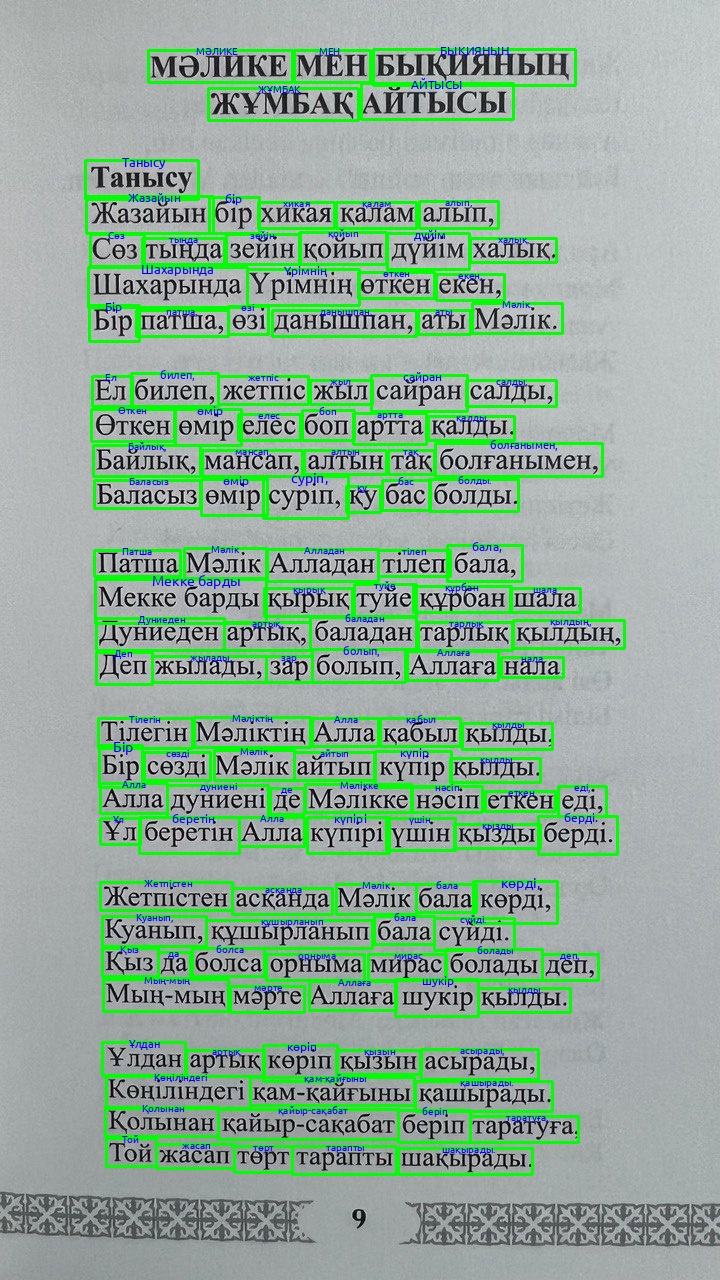 МӘЛИКЕ МЕН БЫҚИЯНЫҢ
ЖҰМБАҚ АЙТЫСЫ
Танысу
Жазайын бір хикая қалам алып,
Сөз тыңда зейін қойып дүйім халық.
Шахарында Үрімнің өткен екен,
Бір патша, өзі данышпан, аты Мәлік.
Ел билеп, жетпіс жыл сайран салды,
Өткен өмір елес боп артта қалды.
Байлық, мансап, алтын тақ болғанымен,
Баласыз өмір сүріп, құ бас болды.
Патша Мәлік Алладан тілеп бала,
Мекке барды қырық түйе құрбан шала
Дүниеден артық, баладан тарлық қылдың,
Деп жылады, зар болып, Аллаға нала
Тілегін Мәліктің Алла қабыл қылды,
Бір сөзді Мәлік айтып күпір қылды.
Алла дүниені де Мәлікке нәсіп еткен еді,
Ұл беретін Алла күпірі үшін қызды берді.
Жетпістен асқанда Мәлік бала көрді,
Қуанып, құшырланып бала сүйді.
Қыз да болса орныма мирас болады деп,
Мың-мың мәрте Аллаға шүкір қылды.
Ұлдан артық көріп қызын асырады,
Көңіліндегі қам-қайғыны қашырады.
Қолынан қайыр-сақабат беріп таратуға,
Той жасап төрт тарапты шақырады.
9